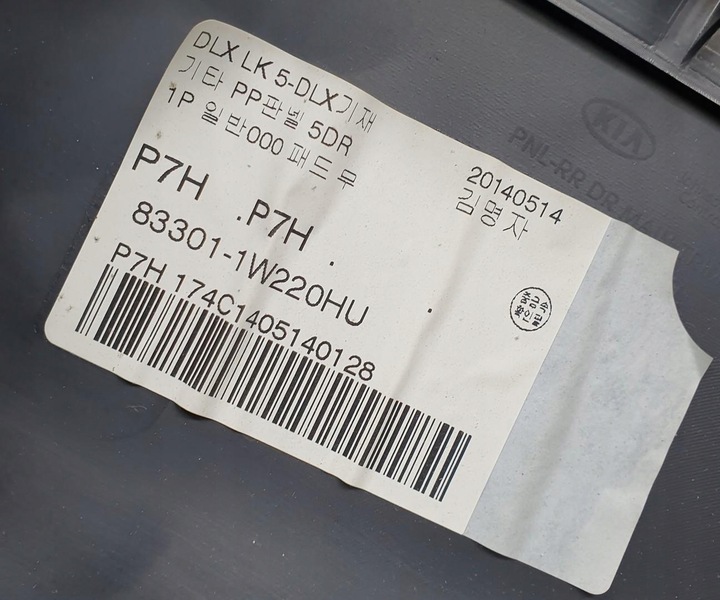 DLX LK 5-DLX기재
기타 PP판넬 5DR
1P 일반000 패드 무
20140514
김명자
P7H .P7H .
83301-1W220HU .
P7H 174C1405140128
KIA
PNL-RR DR